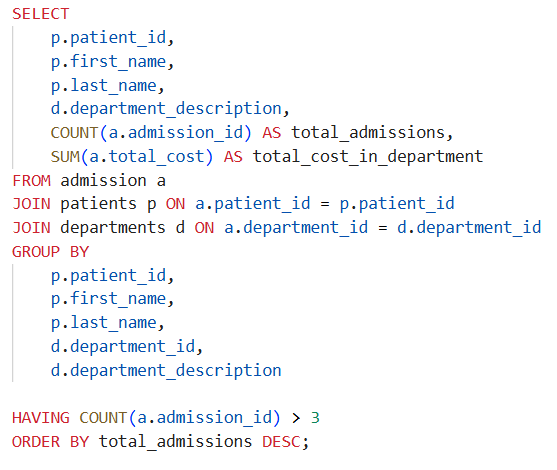 SELECT
    p.patient_id,
    p.first_name,
    p.last_name,
    d.department_description,
    COUNT(a.admission_id) AS total_admissions,
    SUM(a.total_cost) AS total_cost_in_department
FROM admission a
JOIN patients p ON a.patient_id = p.patient_id
JOIN departments d ON a.department_id = d.department_id
GROUP BY
    p.patient_id,
    p.first_name,
    p.last_name,
    d.department_id,
    d.department_description

HAVING COUNT(a.admission_id) > 3
ORDER BY total_admissions DESC;